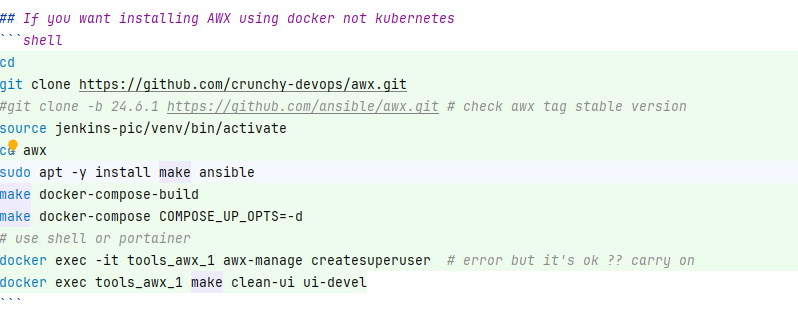 ## If you want installing AWX using docker not kubernetes
```shell
cd
git clone https://github.com/crunchy-devops/awx.git
#git clone -b 24.6.1 https://github.com/ansible/awx.git # check awx tag stable version
source jenkins-pic/venv/bin/activate
cd awx
sudo apt -y install make ansible
make docker-compose-build
make docker-compose COMPOSE_UP_OPTS=-d
# use shell or portainer
docker exec -it tools_awx_1 awx-manage createsuperuser  # error but it's ok ?? carry on
docker exec tools_awx_1 make clean-ui ui-devel
```